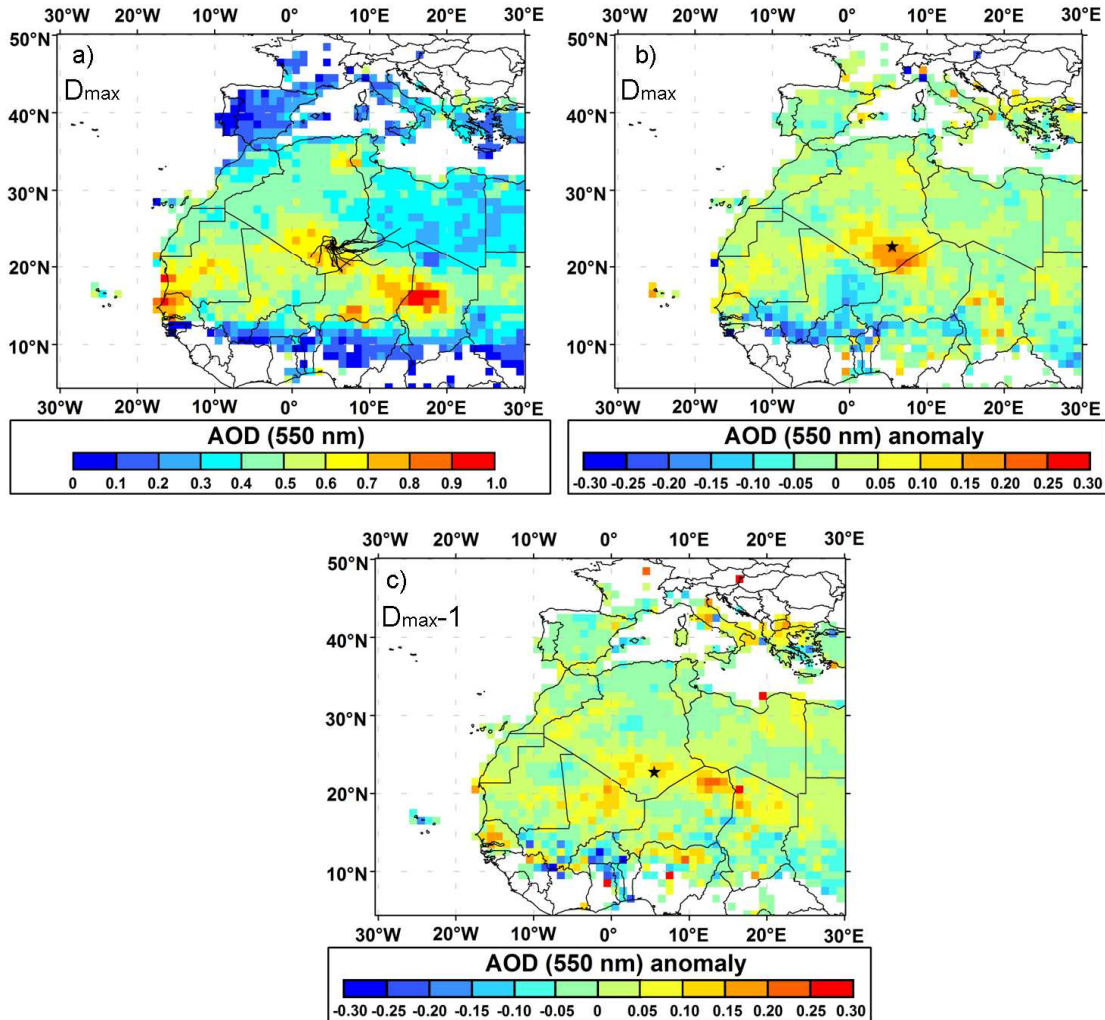 30°W 20°W 10°W 0° 10°E 20°E 30°E
50°N
40°N
30°N
20°N
10°N
a)
Dmax
30°W 20°W 10°W 0° 10°E 20°E 30°E
AOD (550 nm)
0 0.1 0.2 0.3 0.4 0.5 0.6 0.7 0.8 0.9 1.0
30°W 20°W 10°W 0° 10°E 20°E 30°E
50°N
40°N
30°N
20°N
10°N
b)
Dmax
30°W 20°W 10°W 0° 10°E 20°E 30°E
AOD (550 nm) anomaly
-0.30 -0.25 -0.20 -0.15 -0.10 -0.05 0 0.05 0.10 0.15 0.20 0.25 0.30
30°W 20°W 10°W 0° 10°E 20°E 30°E
50°N
40°N
30°N
20°N
10°N
c)
Dmax-1
30°W 20°W 10°W 0° 10°E 20°E 30°E
AOD (550 nm) anomaly
-0.30 -0.25 -0.20 -0.15 -0.10 -0.05 0 0.05 0.10 0.15 0.20 0.25 0.30